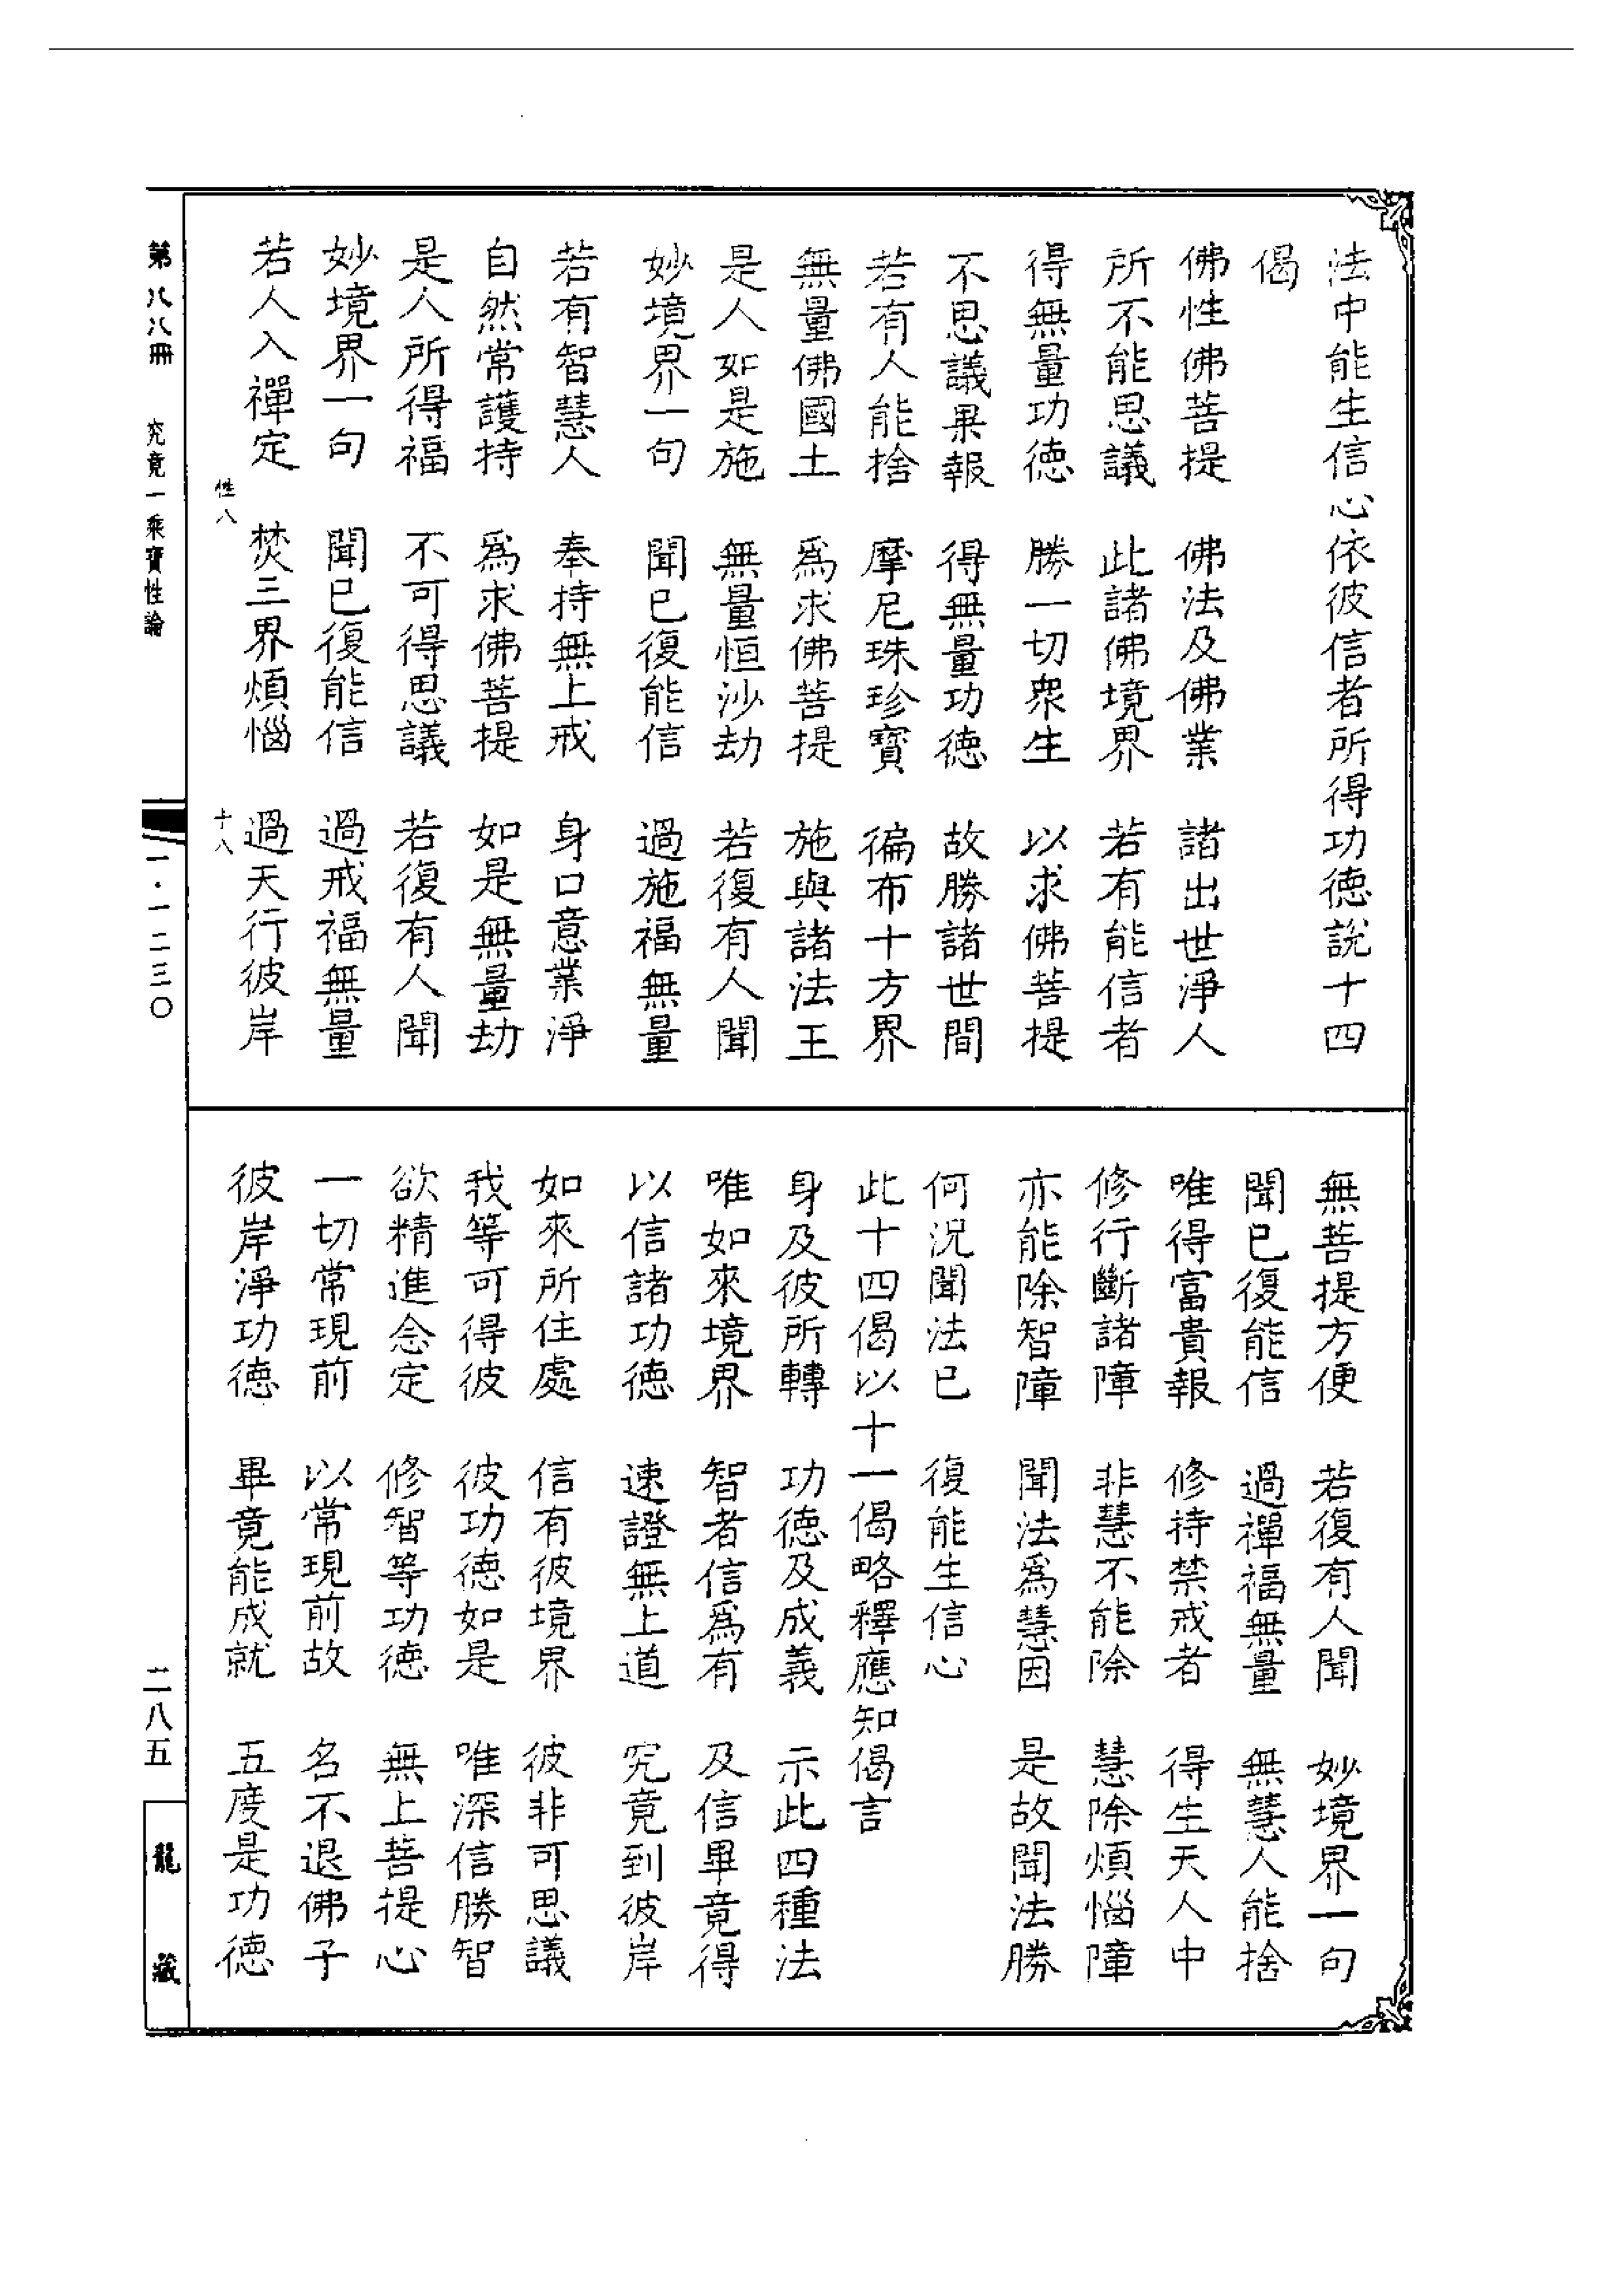 法中能生信心依彼信者所得功德說十四
偈
佛性佛菩提　佛法及佛業　諸出世淨人
所不能思議　此諸佛境界　若有能信者
得無量功德　勝一切衆生　以求佛菩提
不思議果報　得無量功德　故勝諸世間
若有人能捨　摩尼珠珍寶　徧布十方界
無量佛國土　爲求佛菩提　施與諸法王
是人如是施　無量恒沙劫　若復有人聞
妙境界一句　聞已復能信　過施福無量
若有智慧人　奉持無上戒　身口意業淨
自然常護持　爲求佛菩提　如是無量劫
是人所得福　不可得思議　若復有人聞
妙境界一句　聞已復能信　過戒福無量
若人入禪定　焚三界煩惱　過天行彼岸
性八　十八
無菩提方便　若復有人聞　妙境界一句
聞已復能信　過禪福無量　無慧人能捨
唯得富貴報　修持禁戒者　得生天人中
修行斷諸障　非慧不能除　慧除煩惱障
亦能除智障　聞法爲慧因　是故聞法勝
何況聞法已　復能生信心
此十四偈以十一偈略釋應知偈言
身及彼所轉　功德及成義　示此四種法
唯如來境界　智者信爲有　及信畢竟得
以信諸功德　速證無上道　究竟到彼岸
如來所住處　信有彼境界　彼非可思議
我等可得彼　彼功德如是　唯深信勝智
欲精進念定　修智等功德　無上菩提心
一切常現前　以常現前故　名不退佛子
彼岸淨功德　畢竟能成就　五度是功德
第八八冊　究竟一乘寶性論　一·一二三〇　二八五　龍藏